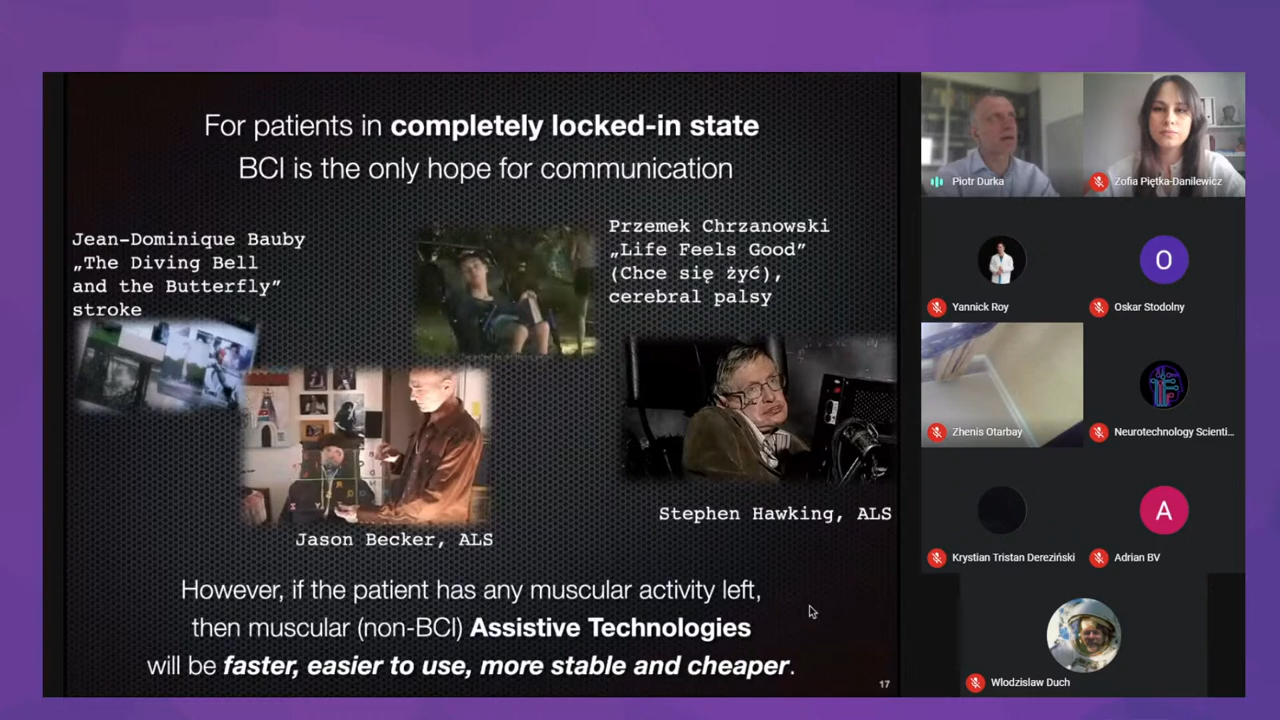 For patients in completely locked-in state
BCI is the only hope for communication
Jean-Dominique Bauby
„The Diving Bell
and the Butterfly”
stroke
Przemek Chrzanowski
„Life Feels Good”
(Chce się żyć),
cerebral palsy
Jason Becker, ALS
Stephen Hawking, ALS
However, if the patient has any muscular activity left,
then muscular (non-BCI) Assistive Technologies
will be faster, easier to use, more stable and cheaper.
17
Piotr Durka
Zofia Piętka-Danilewicz
Yannick Roy
O
Oskar Stodolny
Zhenis Otarbay
Neurotechnology Scienti...
Krystian Tristan Dereziński
A
Adrian BV
Wlodzislaw Duch